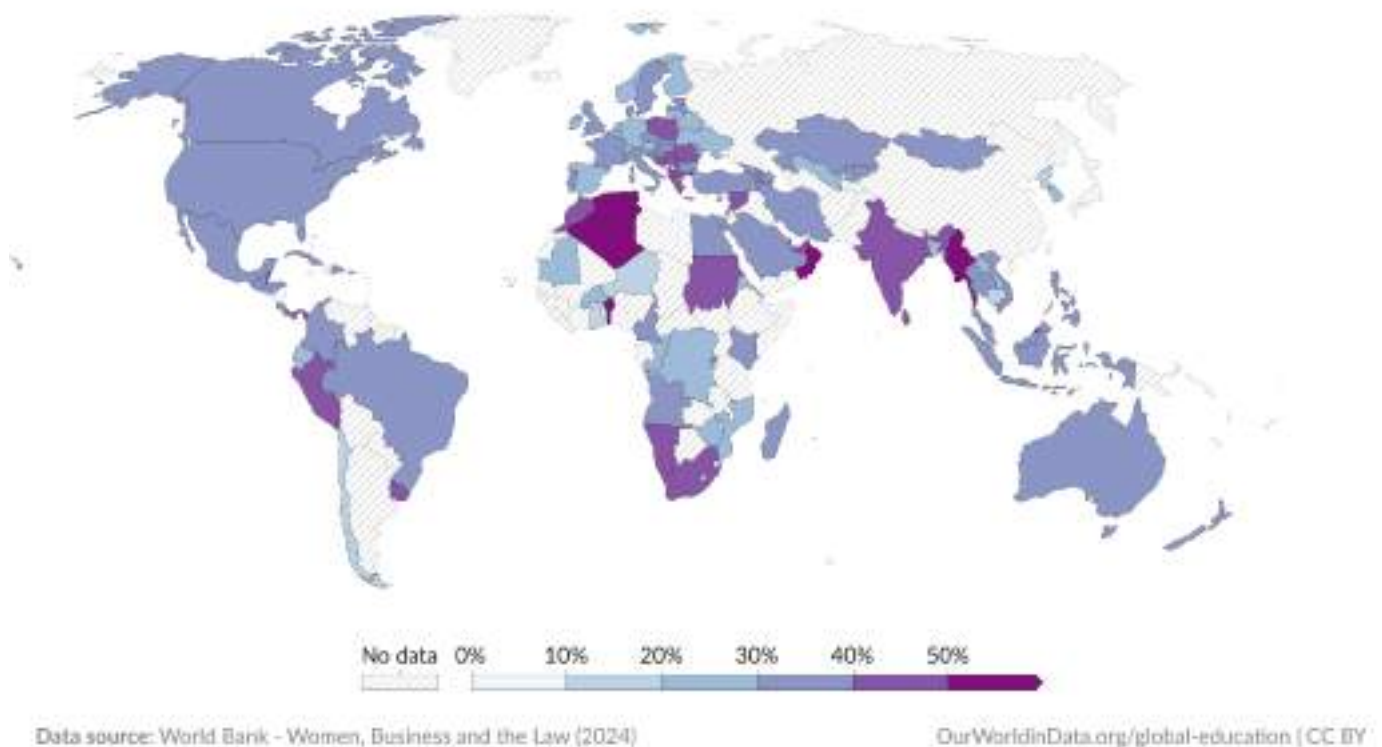 No data 0% 10% 20% 30% 40% 50%
Data source: World Bank - Women, Business and the Law (2024)
OurWorldinData.org/global-education | CC BY